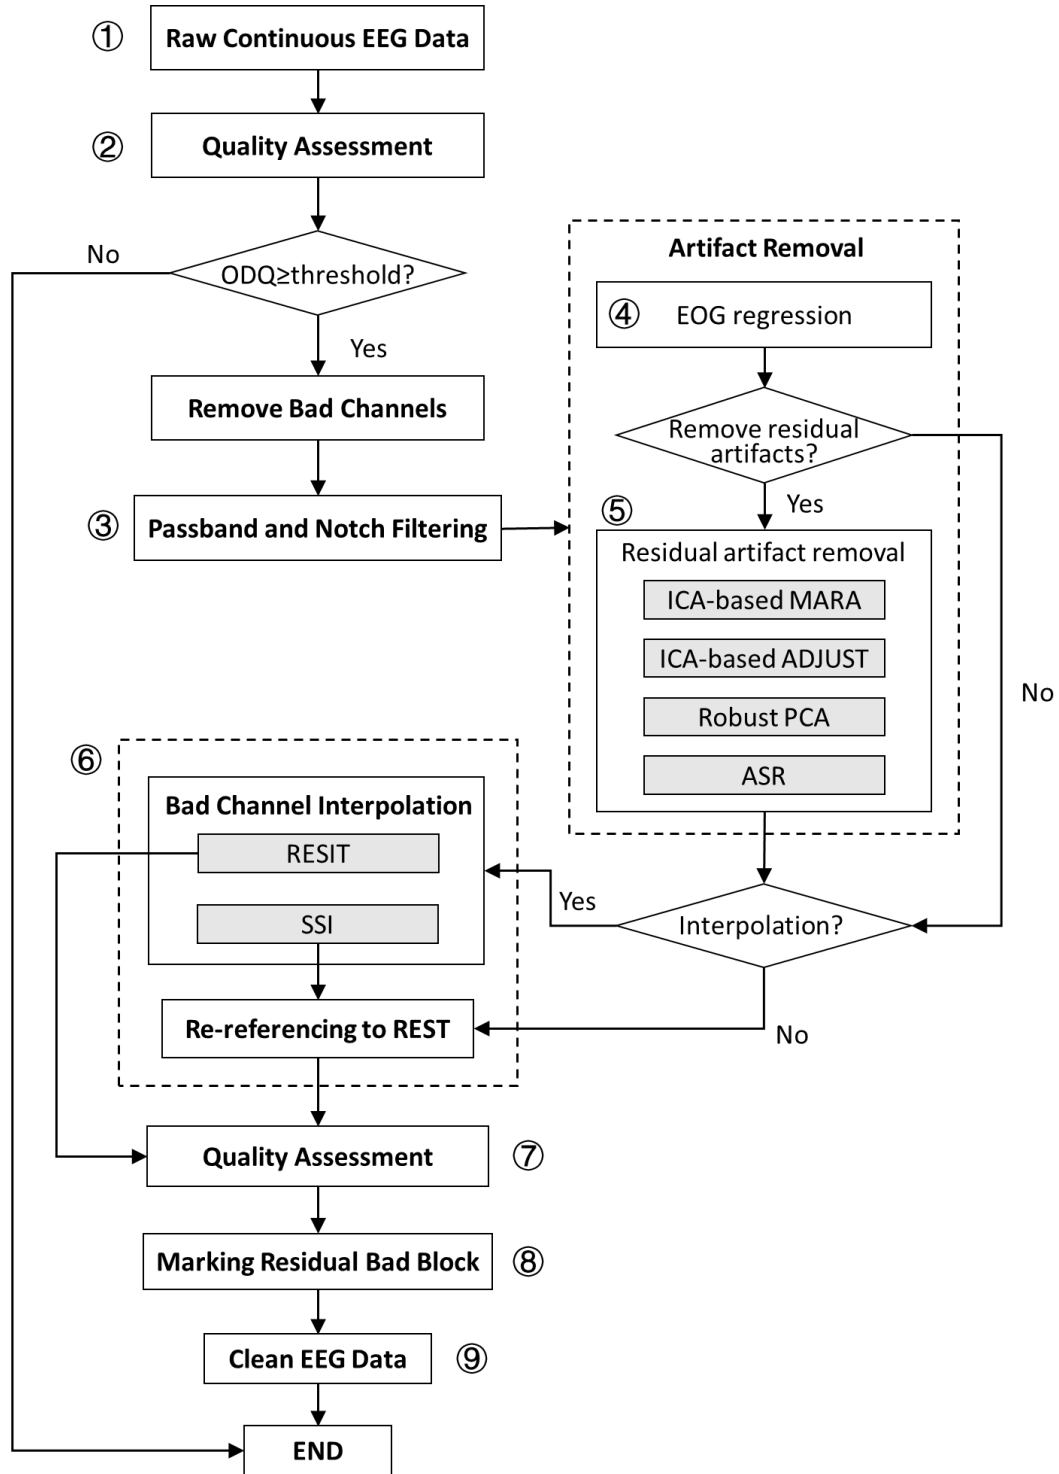 ①
Raw Continuous EEG Data
②
Quality Assessment
No
ODQ≥threshold?
Yes
Remove Bad Channels
③
Passband and Notch Filtering
Artifact Removal
④
EOG regression
Remove residual
artifacts?
Yes
No
⑤
Residual artifact removal
ICA-based MARA
ICA-based ADJUST
Robust PCA
ASR
Interpolation?
Yes
No
⑥
Bad Channel Interpolation
RESIT
SSI
Re-referencing to REST
Quality Assessment
⑦
Marking Residual Bad Block
⑧
Clean EEG Data
⑨
END